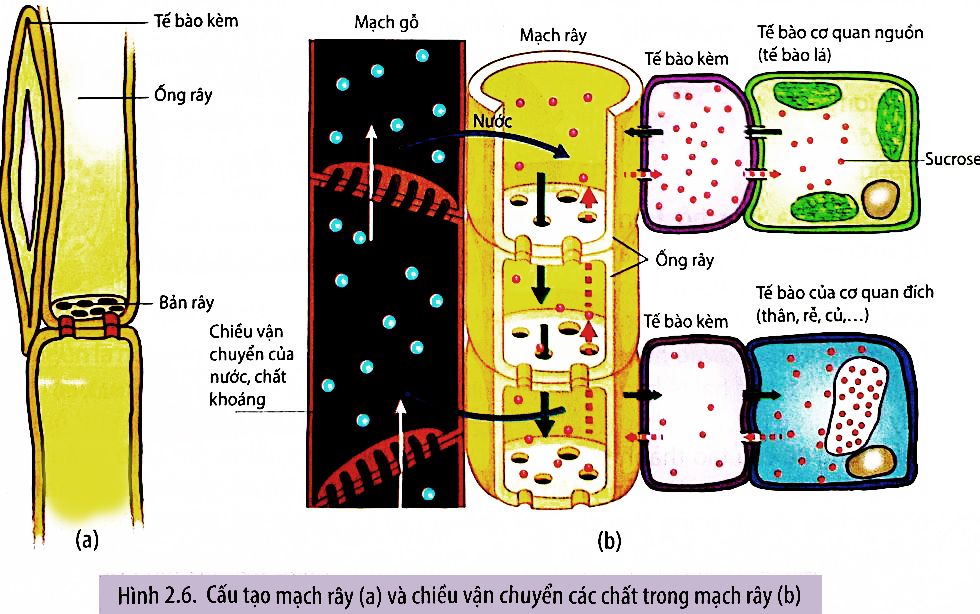 Tế bào kèm
Ống rây
Bản rây
(a)
Mạch gỗ
Mạch rây
Nước
Tế bào kèm
Tế bào cơ quan nguồn
(tế bào lá)
Sucrose
Ống rây
Chiều vận
chuyển của
nước, chất
khoáng
Tế bào kèm
Tế bào của cơ quan đích
(thân, rễ, củ,...)
(b)
Hình 2.6. Cấu tạo mạch rây (a) và chiều vận chuyển các chất trong mạch rây (b)